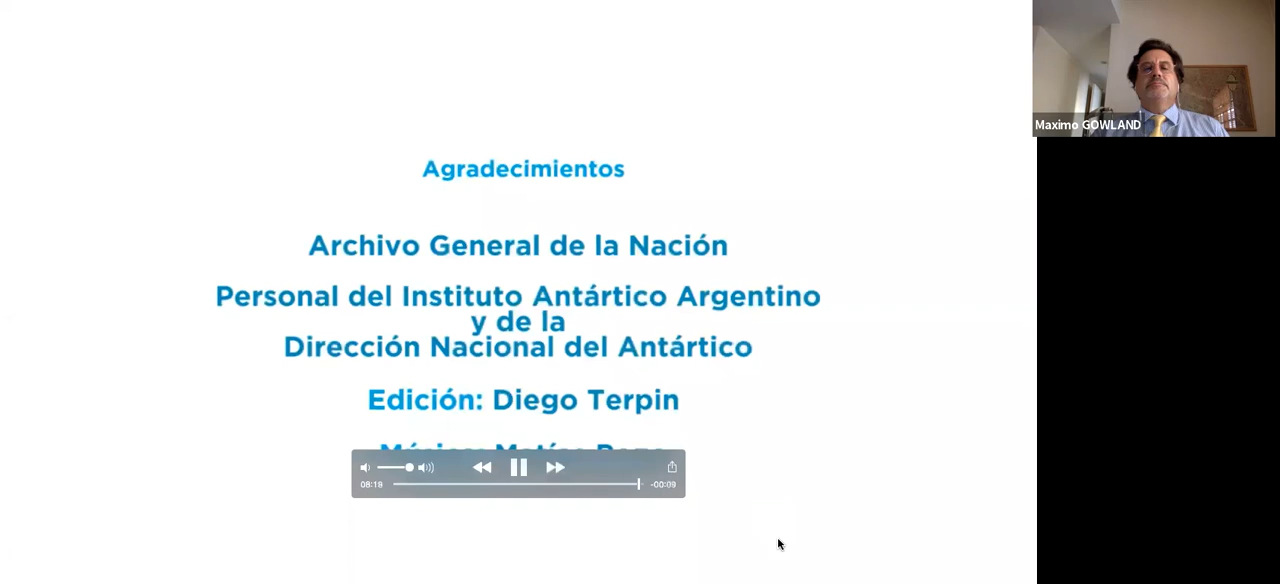 Maximo GOWLAND
Agradecimientos
Archivo General de la Nación
Personal del Instituto Antártico Argentino
y de la
Dirección Nacional del Antártico
Edición: Diego Terpin
08:19
-00:09